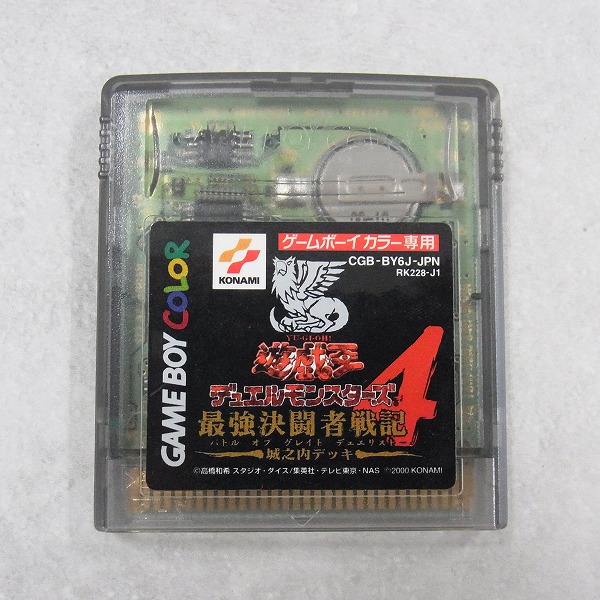 ゲームボーイカラー専用
KONAMI
CGB-BY6J-JPN
RK228-J1
GAME BOY COLOR
YU-GI-OH!
遊戯王
デュエルモンスターズ4
最強決闘者戦記
バトル オブ グレイト デュエリスト
城之内デッキ
©高橋和希 スタジオ・ダイス/集英社・テレビ東京・NAS ©2000 KONAMI